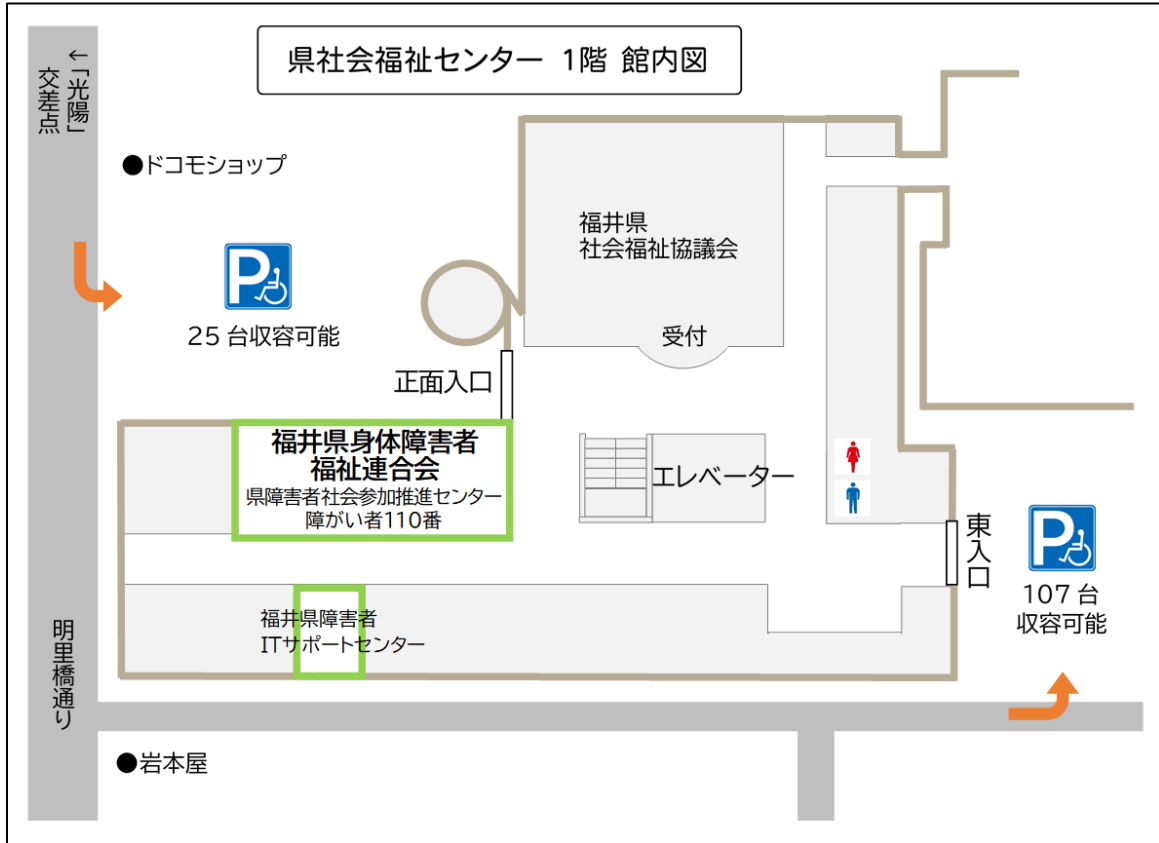 県社会福祉センター 1階 館内図
←「光陽」
交差点
●ドコモショップ
福井県
社会福祉協議会
P
25台収容可能
受付
正面入口
福井県身体障害者
福祉連合会
県障害者社会参加推進センター
障がい者110番
エレベーター
東入口
P
107台
収容可能
福井県障害者
ITサポートセンター
明里橋通り
●岩本屋